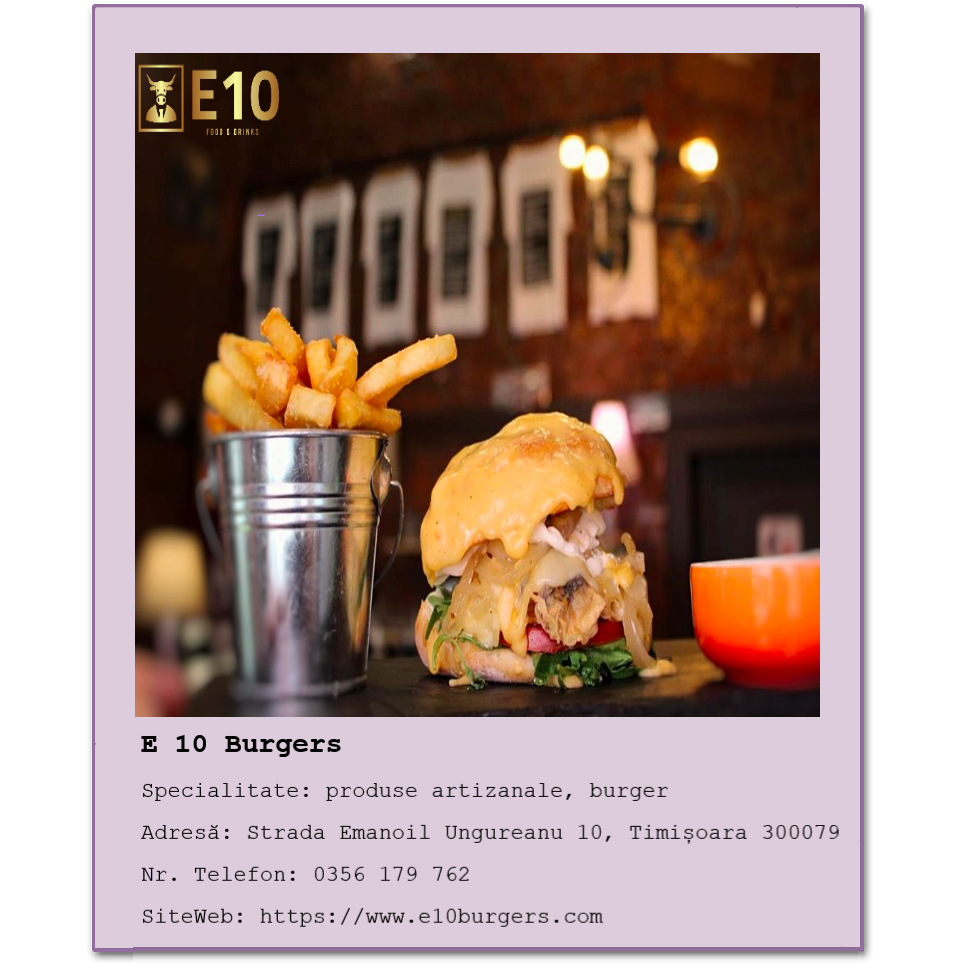 E10
FOOD & DRINKS
E 10 Burgers
Specialitate: produse artizanale, burger
Adresă: Strada Emanoil Ungureanu 10, Timișoara 300079
Nr. Telefon: 0356 179 762
SiteWeb: https://www.e10burgers.com